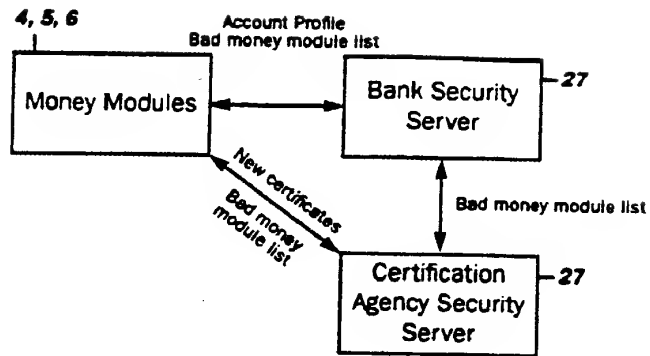 4, 5, 6
Account Profile
Bad money module list
Money Modules
Bank Security
Server
27
New certificates
Bad money
module list
Bad money module list
Certification
Agency Security
Server
27